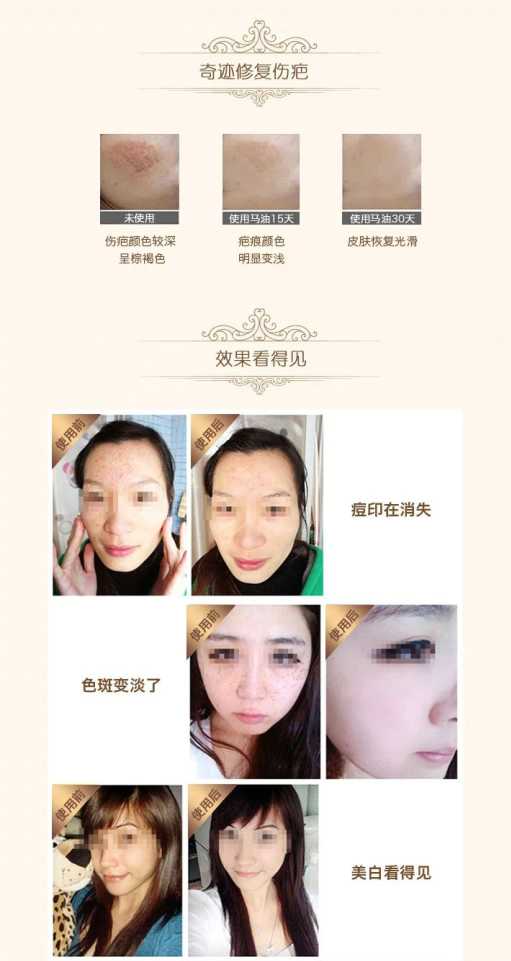 奇迹修复伤疤
未使用
使用马油15天
使用马油30天
伤疤颜色较深
呈棕褐色
疤痕颜色
明显变浅
皮肤恢复光滑
效果看得见
使用前
使用后
痘印在消失
色斑变淡了
使用前
使用后
使用前
使用后
美白看得见